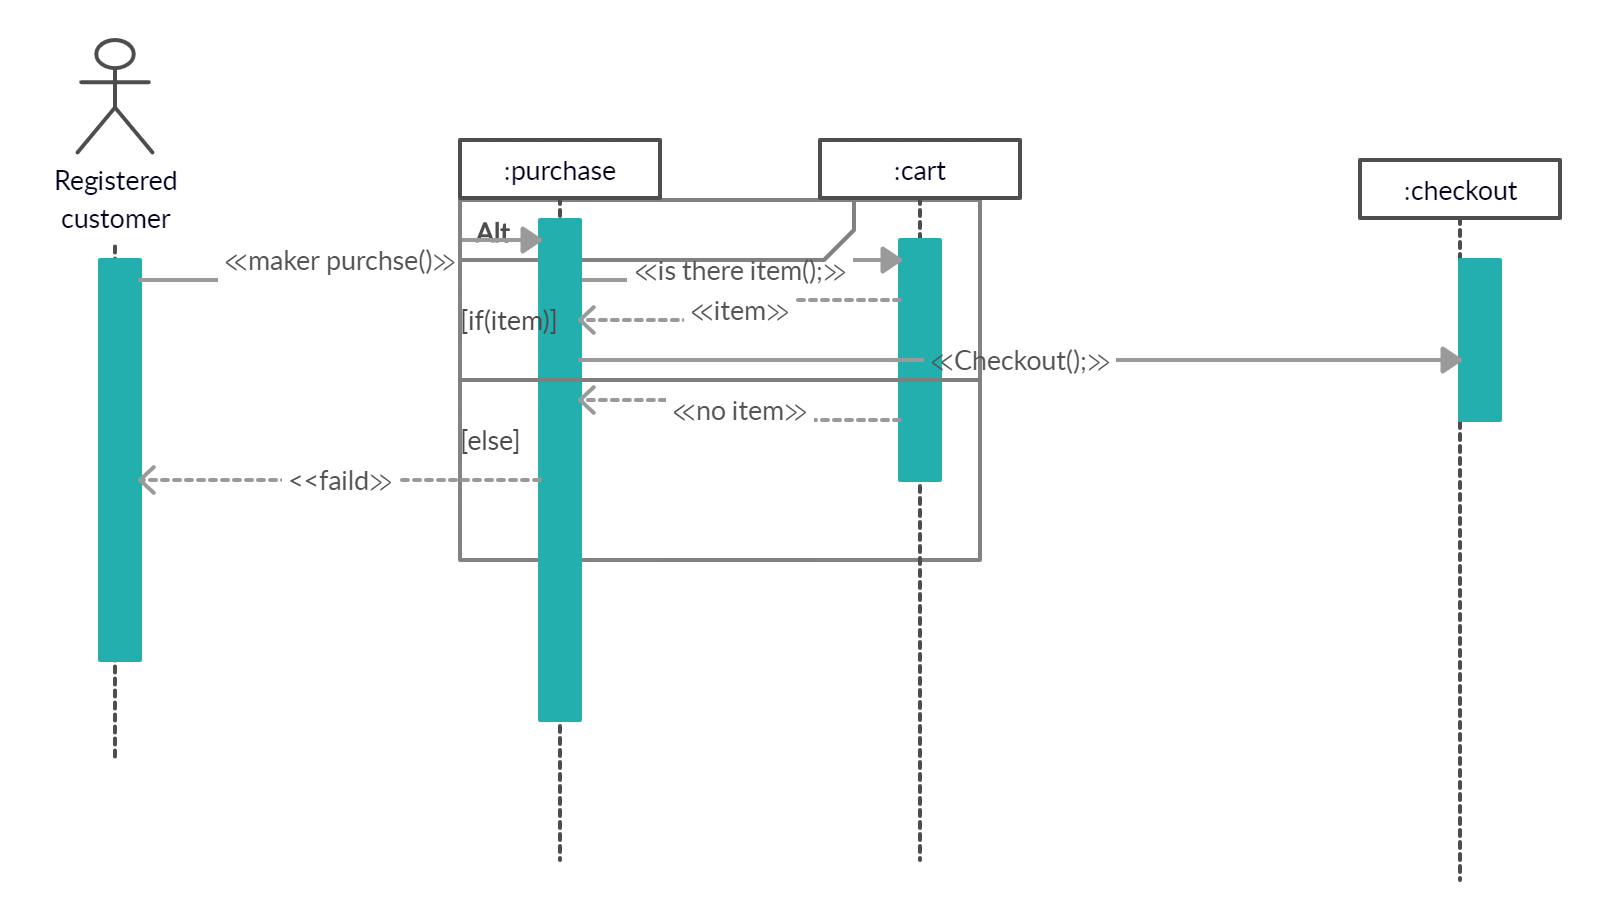 Registered
customer
:purchase
:cart
:checkout
Alt
≪maker purchse()≫
≪is there item();≫
≪item≫
[if(item)]
≪Checkout();≫
≪no item≫
[else]
<<faild≫